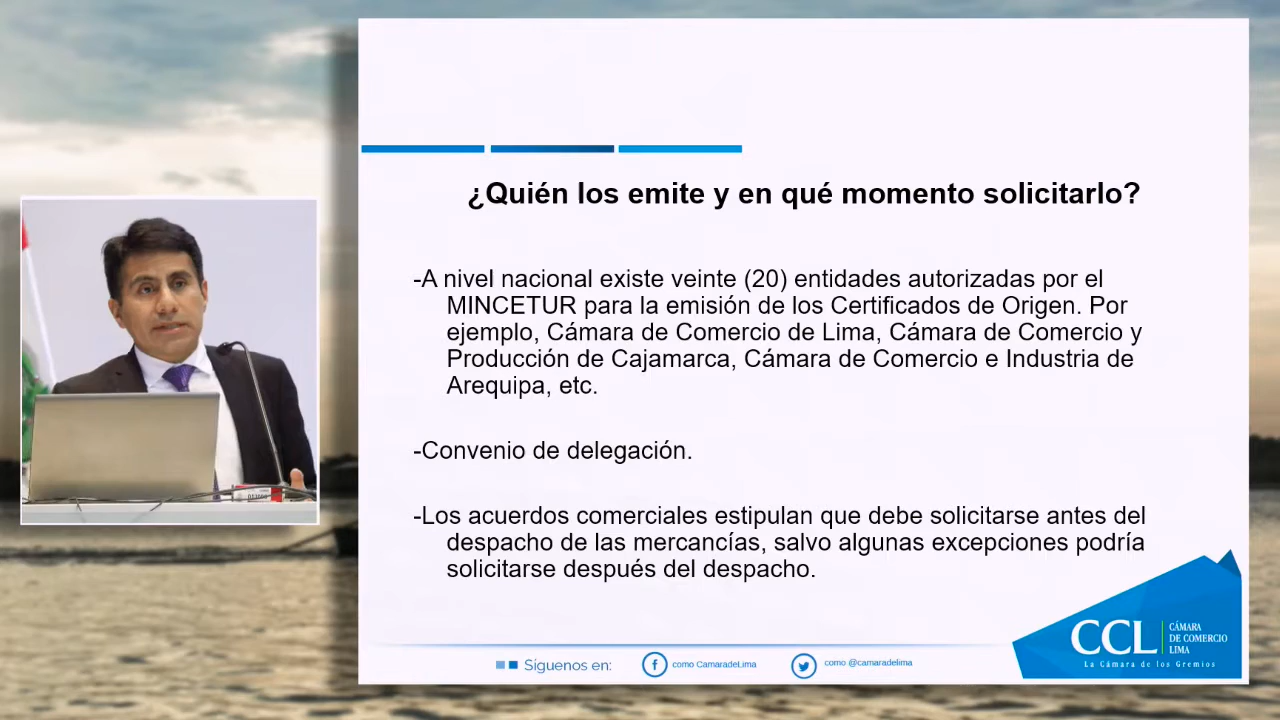 ¿Quién los emite y en qué momento solicitarlo?
-A nivel nacional existe veinte (20) entidades autorizadas por el
MINCETUR para la emisión de los Certificados de Origen. Por
ejemplo, Cámara de Comercio de Lima, Cámara de Comercio y
Producción de Cajamarca, Cámara de Comercio e Industria de
Arequipa, etc.
-Convenio de delegación.
-Los acuerdos comerciales estipulan que debe solicitarse antes del
despacho de las mercancías, salvo algunas excepciones podría
solicitarse después del despacho.
Síguenos en:
como CamaradeLima
como @camaradelima
CCL
CÁMARA
DE COMERCIO
LIMA
La Cámara de los Gremios